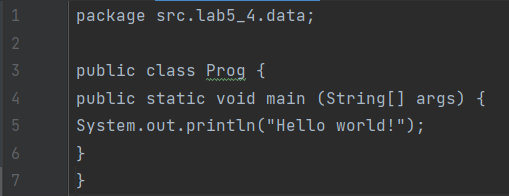 1 package src.lab5_4.data;
2
3 public class Prog {
4 public static void main (String[] args) {
5 System.out.println("Hello world!");
6 }
7 }